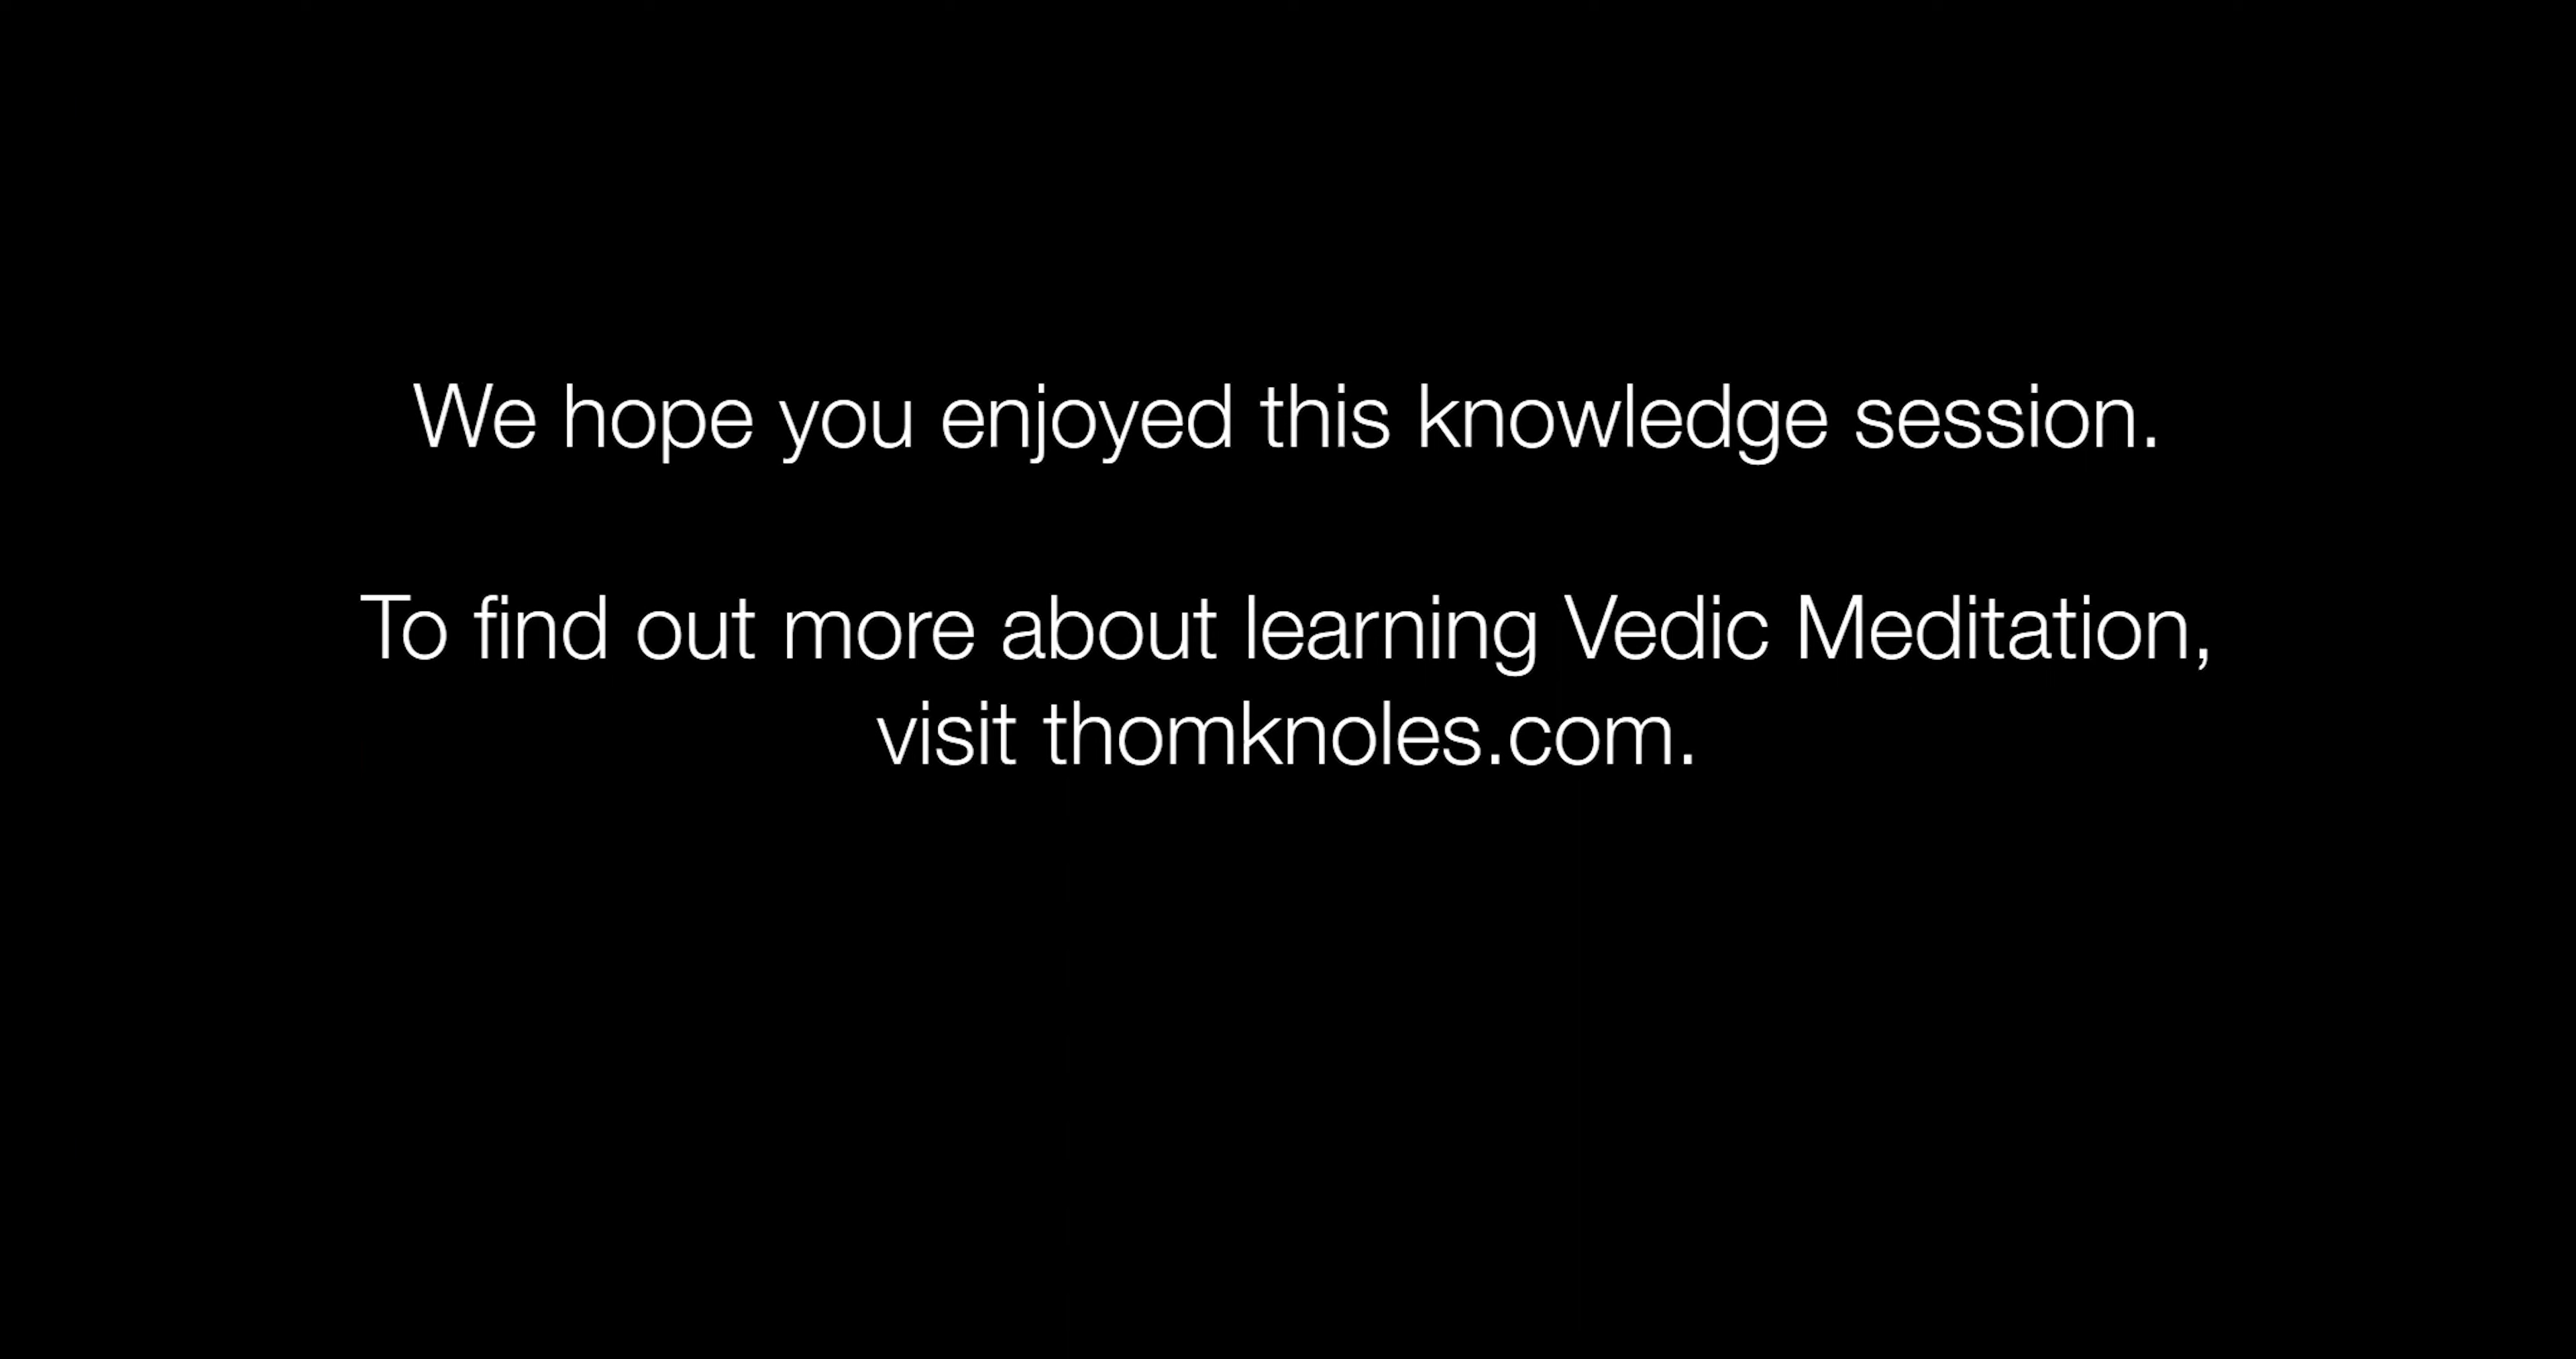 We hope you enjoyed this knowledge session.
To find out more about learning Vedic Meditation,
visit thomknoles.com.